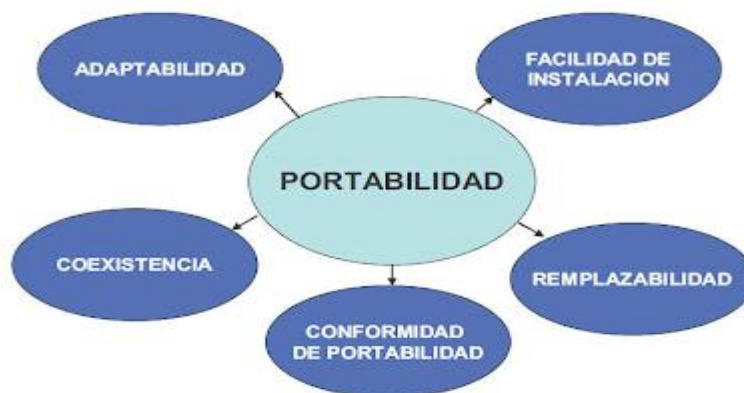 ADAPTABILIDAD
FACILIDAD DE
INSTALACION
PORTABILIDAD
COEXISTENCIA
REMPLAZABILIDAD
CONFORMIDAD
DE PORTABILIDAD